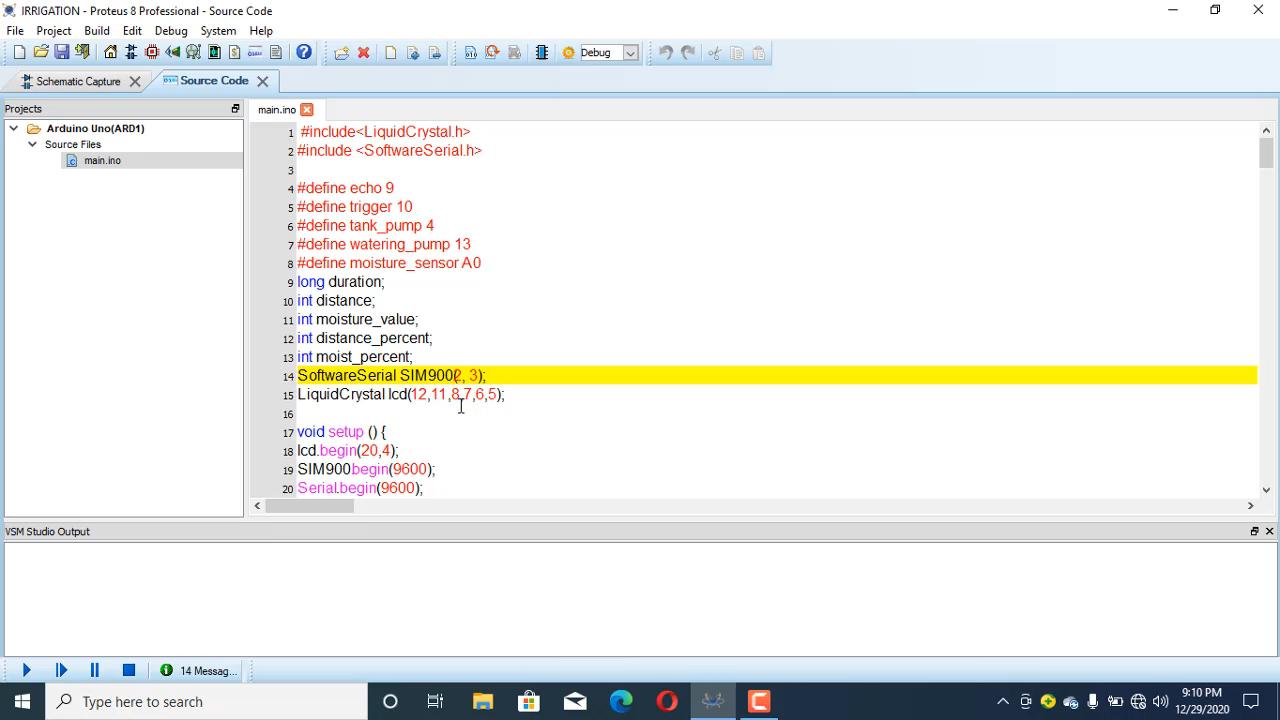 IRRIGATION - Proteus 8 Professional - Source Code
File Project Build Edit Debug System Help
Debug
Schematic Capture
Source Code
Projects
Arduino Uno(ARD1)
Source Files
main.ino
main.ino
1 #include<LiquidCrystal.h>
2 #include <SoftwareSerial.h>
3
4 #define echo 9
5 #define trigger 10
6 #define tank_pump 4
7 #define watering_pump 13
8 #define moisture_sensor A0
9 long duration;
10 int distance;
11 int moisture_value;
12 int distance_percent;
13 int moist_percent;
14 SoftwareSerial SIM900(2, 3);
15 LiquidCrystal lcd(12,11,8,7,6,5);
16
17 void setup () {
18 lcd.begin(20,4);
19 SIM900.begin(9600);
20 Serial.begin(9600);
VSM Studio Output
14 Messag...
Type here to search
9:10 PM
12/29/2020